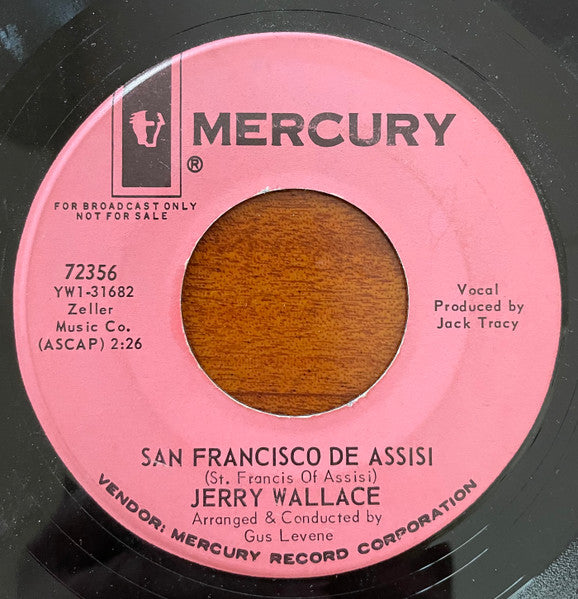 MERCURY
®
FOR BROADCAST ONLY
NOT FOR SALE
72356
YW1-31682
Zeller
Music Co.
(ASCAP) 2:26
Vocal
Produced by
Jack Tracy
SAN FRANCISCO DE ASSISI
(St. Francis Of Assisi)
JERRY WALLACE
Arranged & Conducted by
Gus Levene
VENDOR: MERCURY RECORD CORPORATION